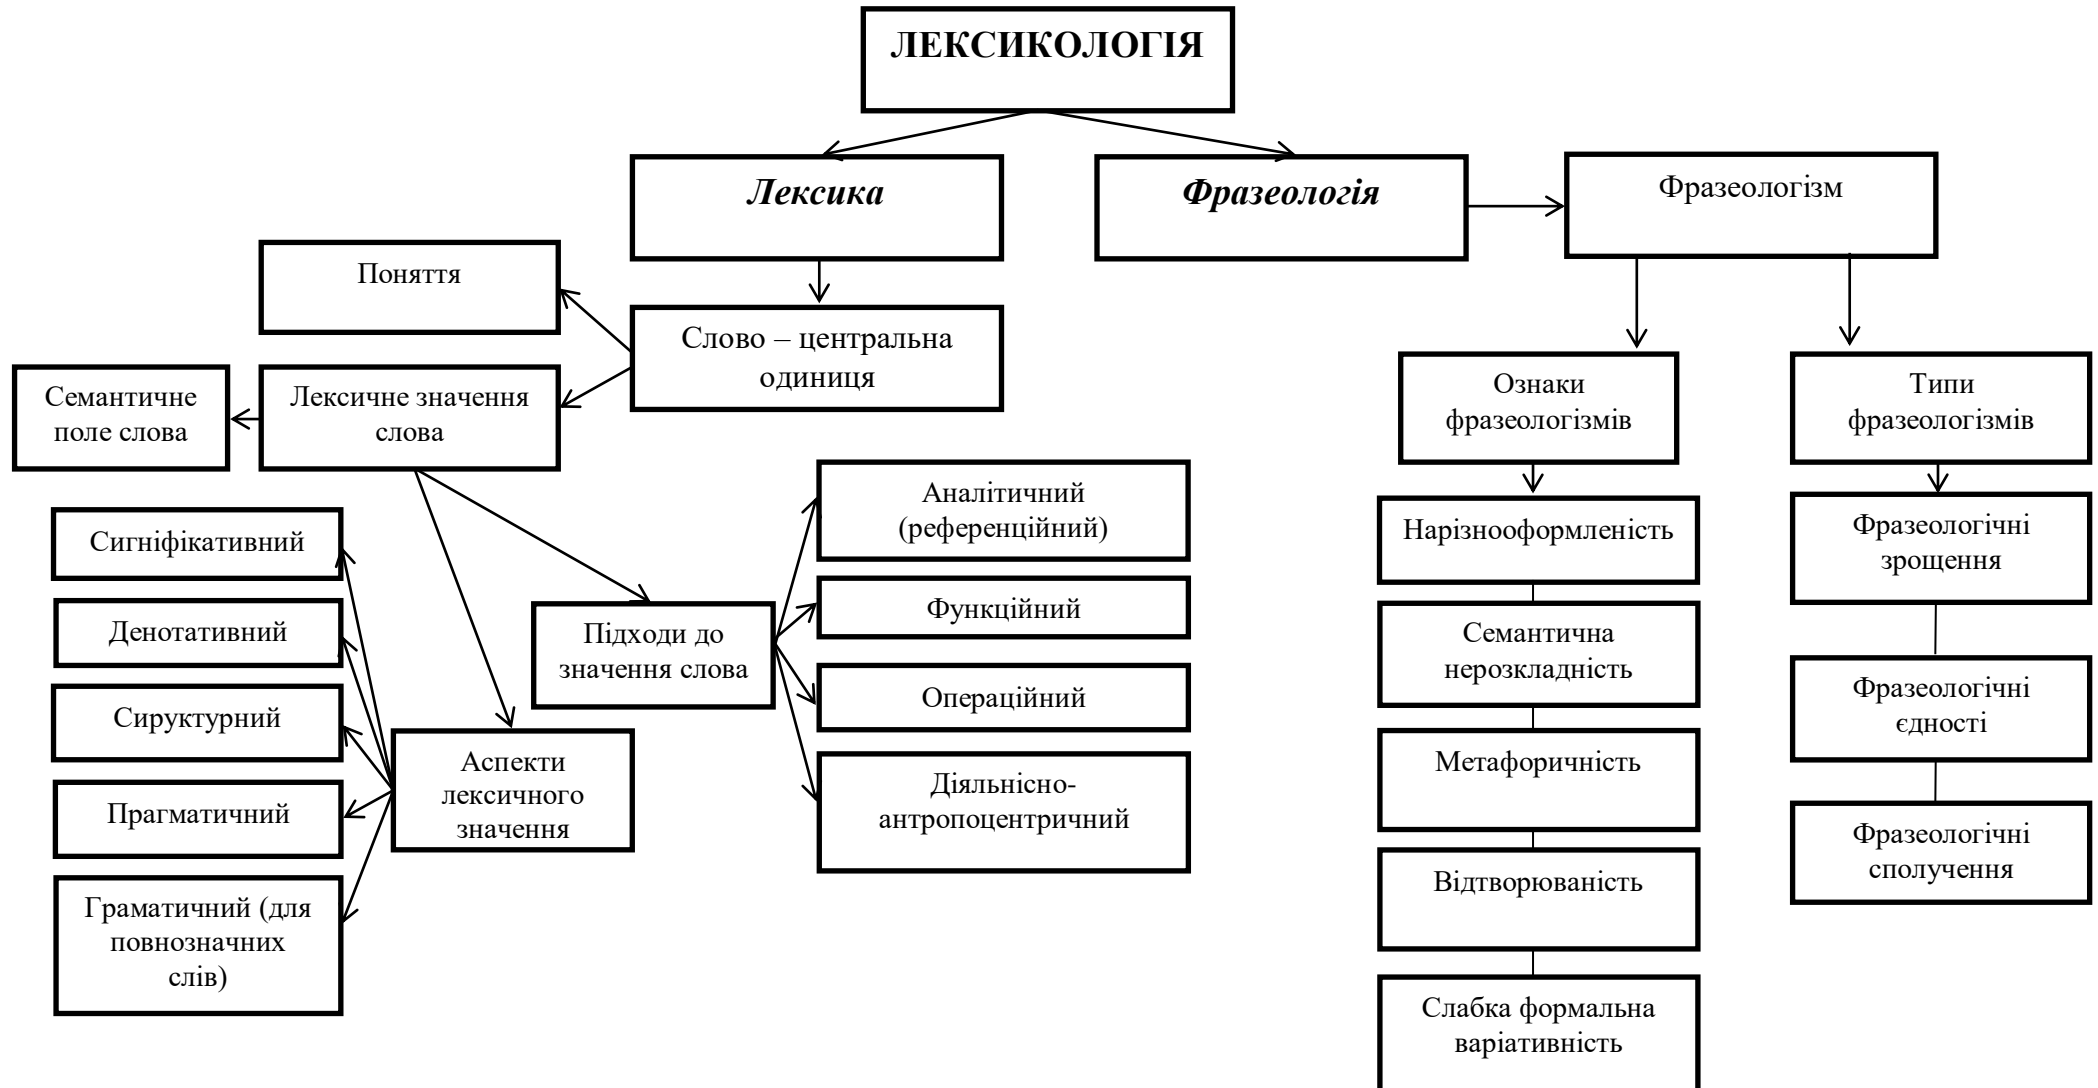 ЛЕКСИКОЛОГІЯ
Лексика
Фразеологія
Фразеологізм
Поняття
Слово – центральна
одиниця
Семантичне
поле слова
Лексичне значення
слова
Ознаки
фразеологізмів
Типи
фразеологізмів
Сигніфікативний
Денотативний
Сируктурний
Прагматичний
Граматичний (для
повнозначних
слів)
Аспекти
лексичного
значення
Підходи до
значення слова
Аналітичний
(референційний)
Функційний
Операційний
Діяльнісно-
антропоцентричний
Нарізнооформленість
Семантична
нерозкладність
Метафоричність
Відтворюваність
Слабка формальна
варіативність
Фразеологічні
зрощення
Фразеологічні
єдності
Фразеологічні
сполучення